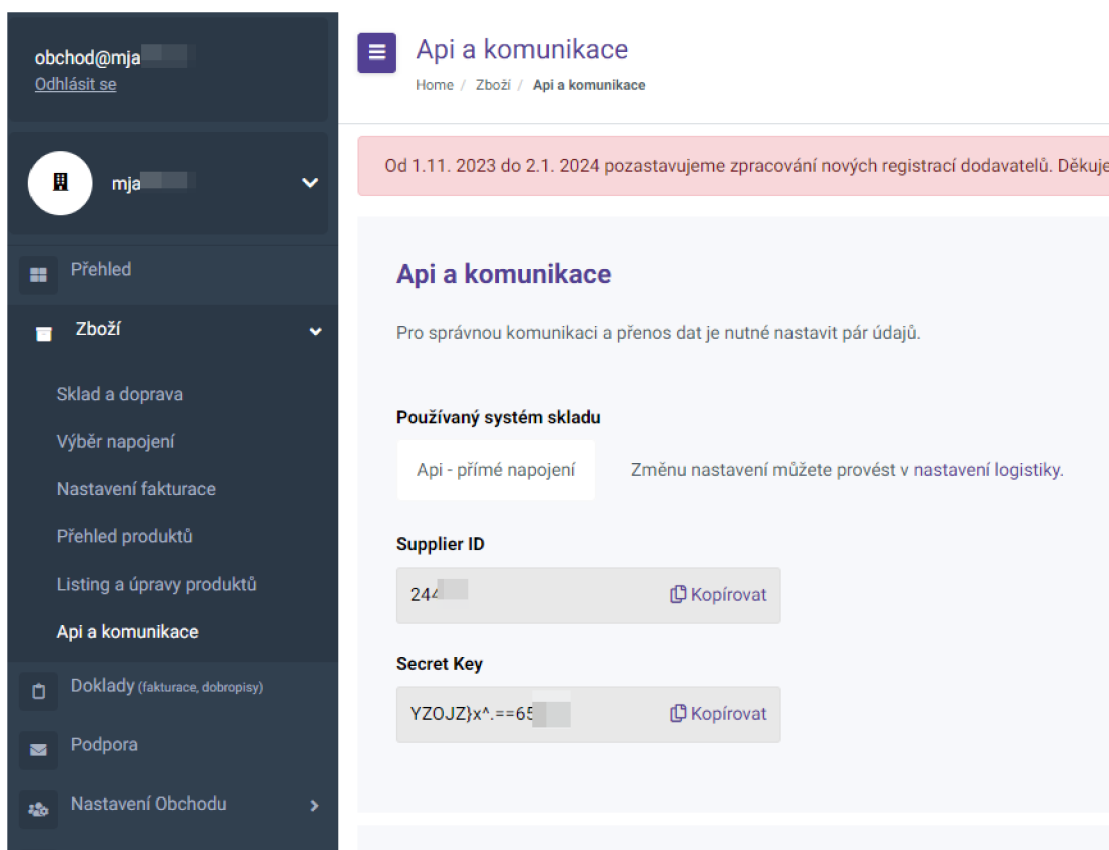 obchod@mja
Odhlásit se
mja
Přehled
Zboží
Sklad a doprava
Výběr napojení
Nastavení fakturace
Přehled produktů
Listing a úpravy produktů
Api a komunikace
Doklady (fakturace, dobropisy)
Podpora
Nastavení Obchodu
Api a komunikace
Home / Zboží / Api a komunikace
Od 1.11. 2023 do 2.1. 2024 pozastavujeme zpracování nových registrací dodavatelů. Děkuje
Api a komunikace
Pro správnou komunikaci a přenos dat je nutné nastavit pár údajů.
Používaný systém skladu
Api - přímé napojení Změnu nastavení můžete provést v nastavení logistiky.
Supplier ID
244 Kopírovat
Secret Key
YZOJZ}x^.==65 Kopírovat